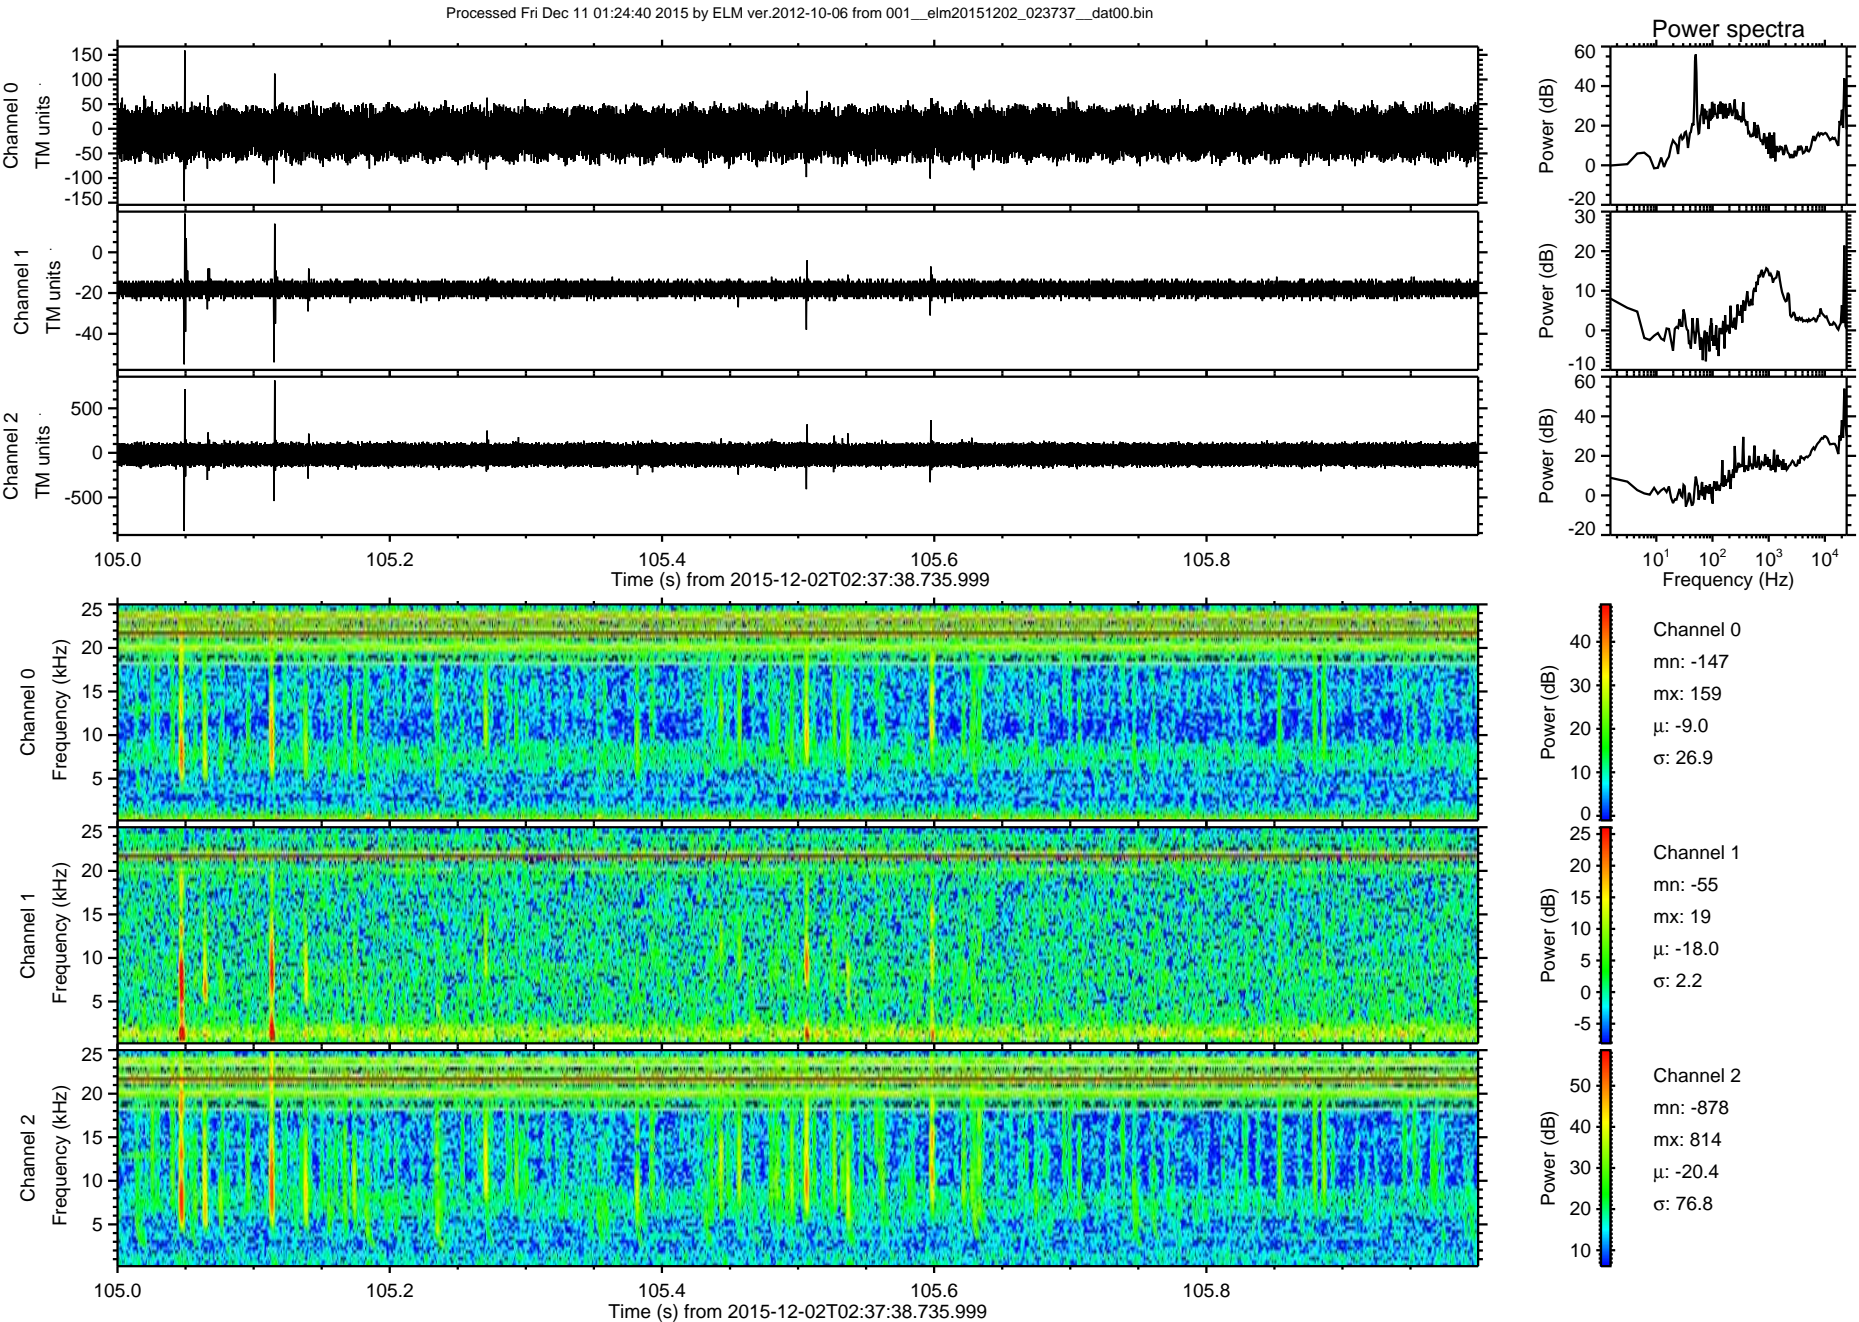 Processed Fri Dec 11 01:24:40 2015 by ELM ver.2012-10-06 from 001__elm20151202_023737__dat00.bin
Power spectra
Channel 0
TM units
150
100
50
0
-50
-100
-150
Power (dB)
60
40
20
0
-20
Channel 1
TM units
0
-20
-40
Power (dB)
30
20
10
0
-10
Channel 2
TM units
500
0
-500
Power (dB)
60
40
20
0
-20
105.0
105.2
105.4
105.6
105.8
Time (s) from 2015-12-02T02:37:38.735.999
10^1
10^2
10^3
10^4
Frequency (Hz)
Channel 0
Frequency (kHz)
25
20
15
10
5
Power (dB)
40
30
20
10
0
Channel 0
mn: -147
mx: 159
μ: -9.0
σ: 26.9
Channel 1
Frequency (kHz)
25
20
15
10
5
Power (dB)
25
20
15
10
5
0
-5
Channel 1
mn: -55
mx: 19
μ: -18.0
σ: 2.2
Channel 2
Frequency (kHz)
25
20
15
10
5
Power (dB)
50
40
30
20
10
Channel 2
mn: -878
mx: 814
μ: -20.4
σ: 76.8
105.0
105.2
105.4
105.6
105.8
Time (s) from 2015-12-02T02:37:38.735.999